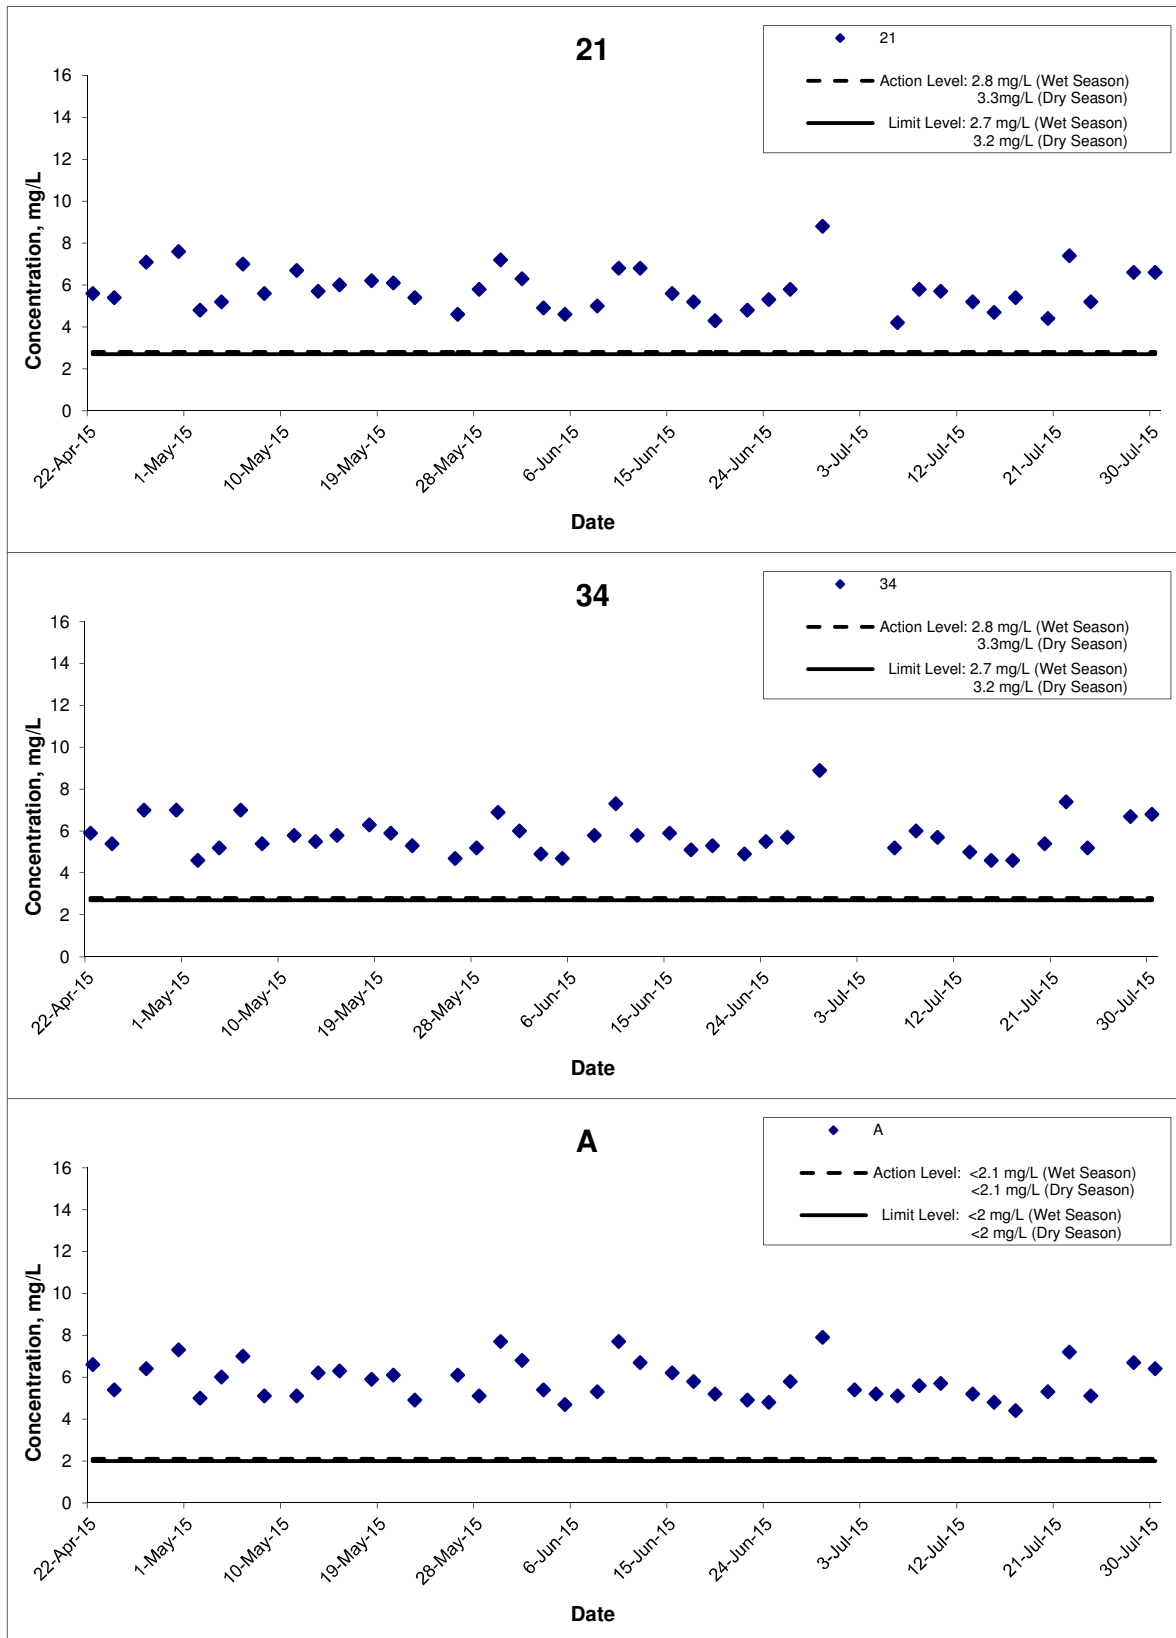 21
21
Action Level: 2.8 mg/L (Wet Season)
3.3mg/L (Dry Season)
Limit Level: 2.7 mg/L (Wet Season)
3.2 mg/L (Dry Season)
Concentration, mg/L
16
14
12
10
8
6
4
2
0
22-Apr-15
1-May-15
10-May-15
19-May-15
28-May-15
6-Jun-15
15-Jun-15
24-Jun-15
3-Jul-15
12-Jul-15
21-Jul-15
30-Jul-15
Date
34
34
Action Level: 2.8 mg/L (Wet Season)
3.3mg/L (Dry Season)
Limit Level: 2.7 mg/L (Wet Season)
3.2 mg/L (Dry Season)
Concentration, mg/L
16
14
12
10
8
6
4
2
0
22-Apr-15
1-May-15
10-May-15
19-May-15
28-May-15
6-Jun-15
15-Jun-15
24-Jun-15
3-Jul-15
12-Jul-15
21-Jul-15
30-Jul-15
Date
A
A
Action Level: <2.1 mg/L (Wet Season)
<2.1 mg/L (Dry Season)
Limit Level: <2 mg/L (Wet Season)
<2 mg/L (Dry Season)
Concentration, mg/L
16
14
12
10
8
6
4
2
0
22-Apr-15
1-May-15
10-May-15
19-May-15
28-May-15
6-Jun-15
15-Jun-15
24-Jun-15
3-Jul-15
12-Jul-15
21-Jul-15
30-Jul-15
Date